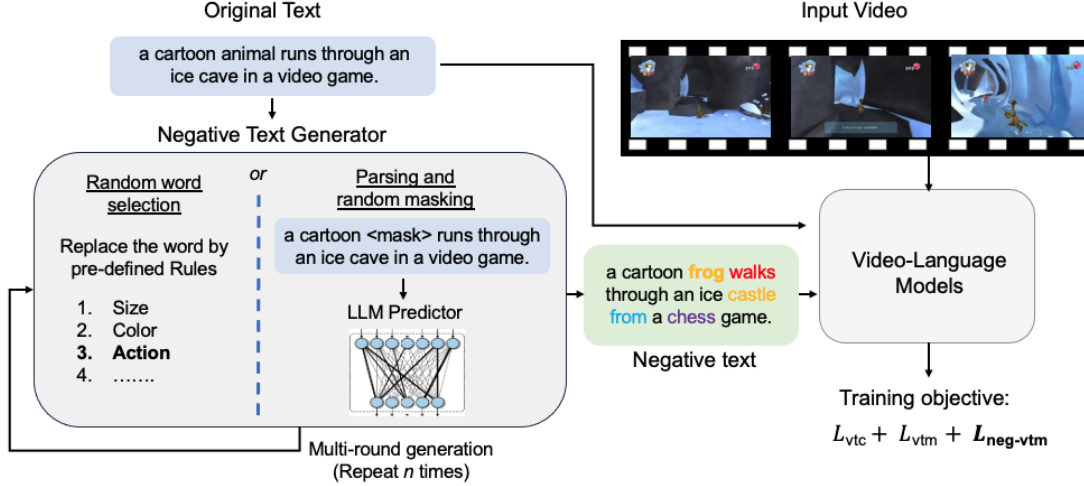 Original Text
Input Video
a cartoon animal runs through an
ice cave in a video game.
Negative Text Generator
Random word
selection
or
Parsing and
random masking
Replace the word by
pre-defined Rules
1. Size
2. Color
3. Action
4. …….
a cartoon <mask> runs through
an ice cave in a video game.
LLM Predictor
Multi-round generation
(Repeat n times)
a cartoon frog walks
through an ice castle
from a chess game.
Negative text
Video-Language
Models
Training objective:
Lvtc + Lvtm + Lneg-vtm